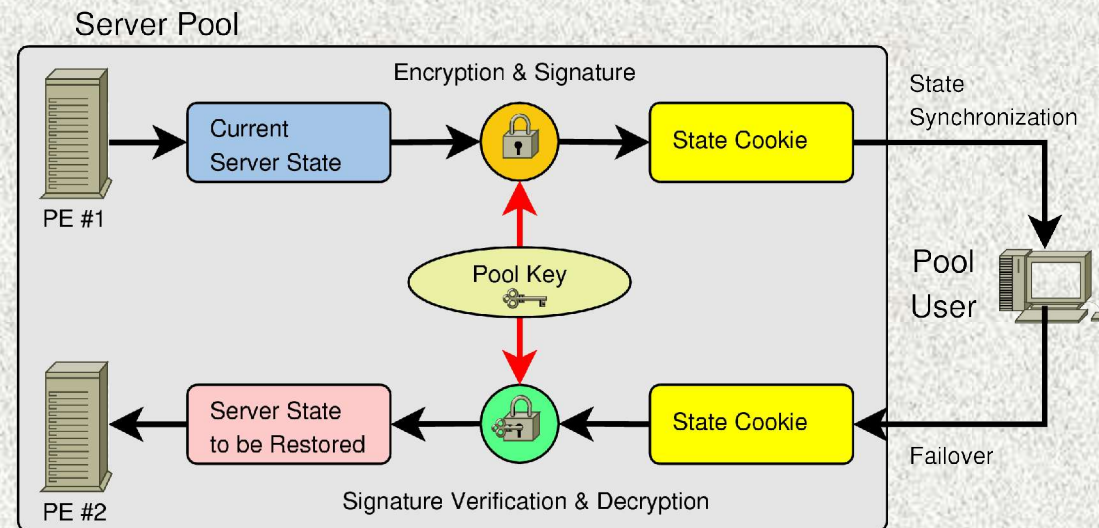 Server Pool
Encryption & Signature
State
Synchronization
Current
Server State
State Cookie
PE #1
Pool Key
Pool
User
Server State
to be Restored
State Cookie
Failover
Signature Verification & Decryption
PE #2